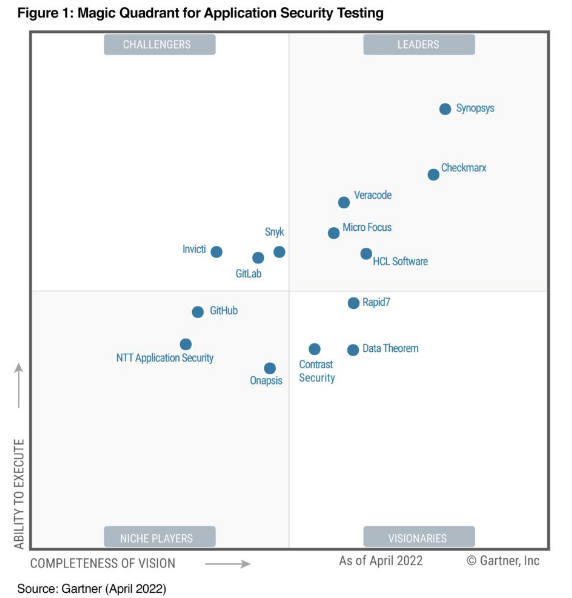 Figure 1: Magic Quadrant for Application Security Testing
CHALLENGERS
LEADERS
Synopsys
Checkmarx
Veracode
Micro Focus
Snyk
Invicti
HCL Software
GitLab
Rapid7
GitHub
Data Theorem
NTT Application Security
Contrast
Security
Onapsis
ABILITY TO EXECUTE
NICHE PLAYERS
VISIONARIES
COMPLETENESS OF VISION
As of April 2022
© Gartner, Inc
Source: Gartner (April 2022)